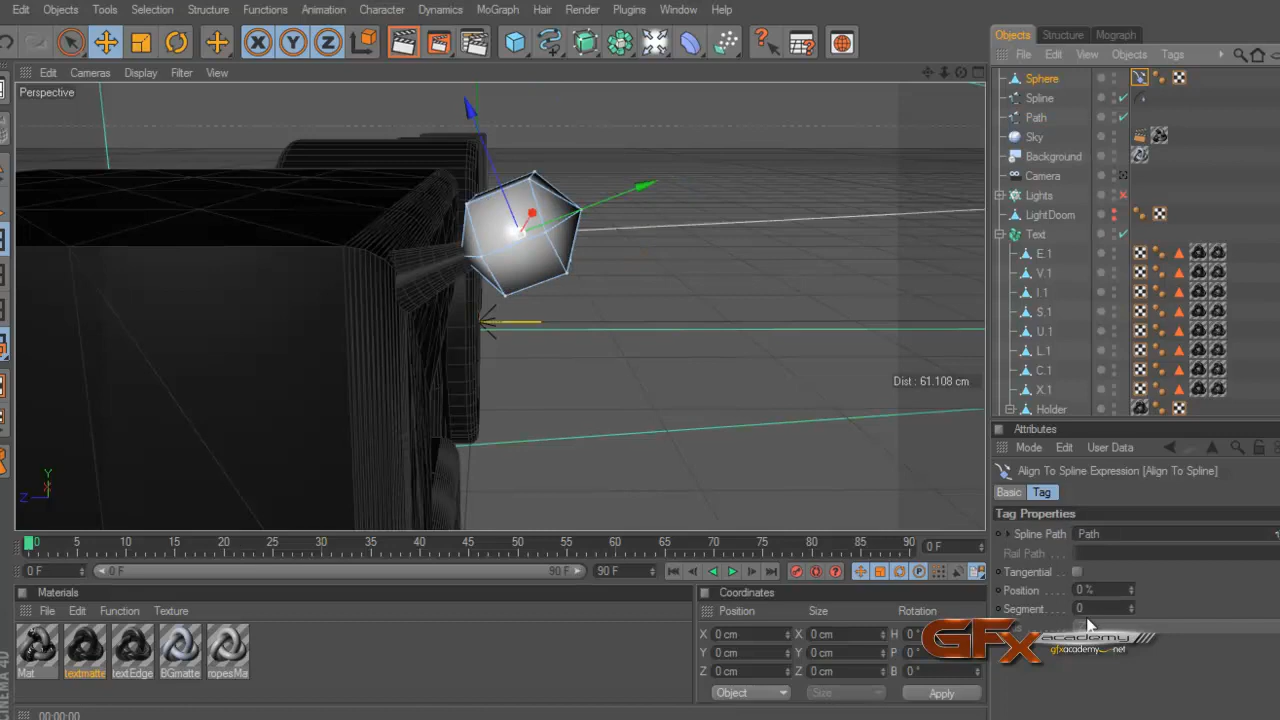 Edit Objects Tools Selection Structure Functions Animation Character Dynamics MoGraph Hair Render Plugins Window Help
Objects Structure Mograph
File Edit View Objects Tags
Edit Cameras Display Filter View
Perspective
Sphere
Spline
Path
Sky
Background
Camera
Lights
LightDoom
Text
E.1
V.1
I.1
S.1
U.1
L.1
C.1
X.1
Holder
Dist : 61.108 cm
Attributes
Mode Edit User Data
Align To Spline Expression [Align To Spline]
Basic Tag
Tag Properties
Spline Path Path
Rail Path
Tangential
Position 0 %
Segment 0
Y
Z X
0 5 10 15 20 25 30 35 40 45 50 55 60 65 70 75 80 85 90 0 F
0 F 0 F 90 F 90 F
Materials
File Edit Function Texture
Mat textmatte textEdge BGmatte ropesMa
Coordinates
Position Size Rotation
X 0 cm X 0 cm H 0 °
Y 0 cm Y 0 cm P 0 °
Z 0 cm Z 0 cm B 0 °
Object Size Apply
GFx academy
gfxacademy.net
CINEMA 4D
00:00:00